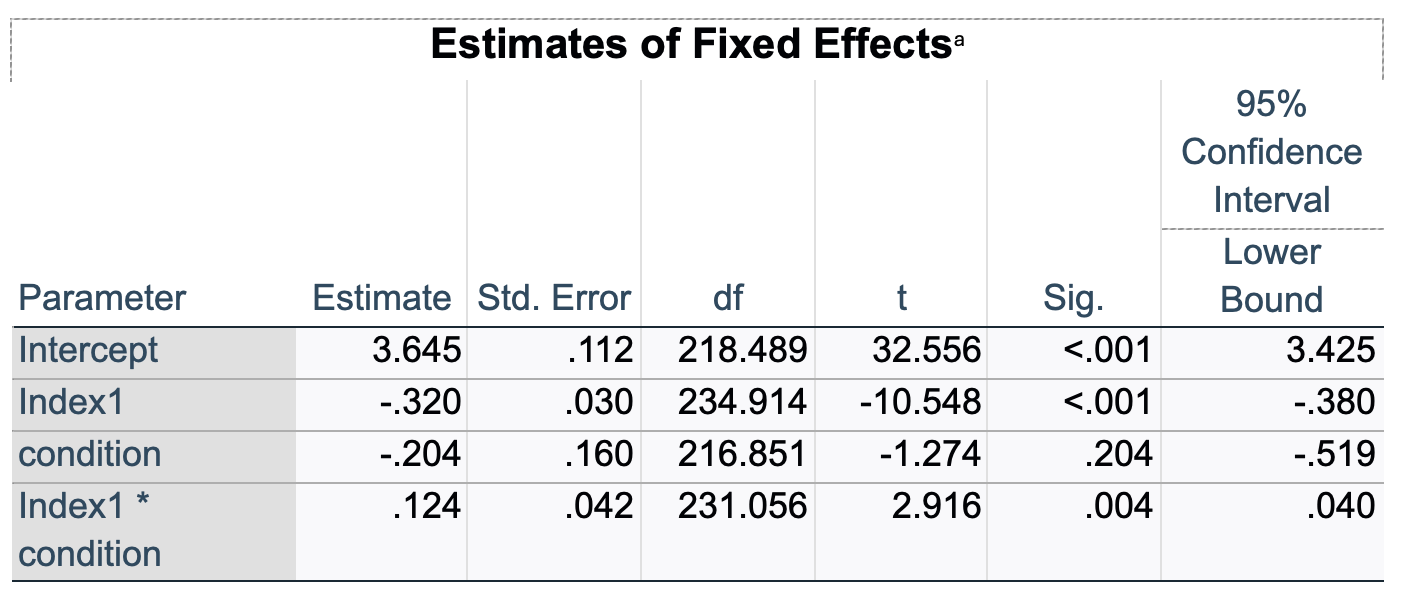 Estimates of Fixed Effectsa
95%
Confidence
Interval
Parameter Estimate Std. Error df t Sig. Lower
Bound
Intercept 3.645 .112 218.489 32.556 <.001 3.425
Index1 -.320 .030 234.914 -10.548 <.001 -.380
condition -.204 .160 216.851 -1.274 .204 -.519
Index1 * .124 .042 231.056 2.916 .004 .040
condition